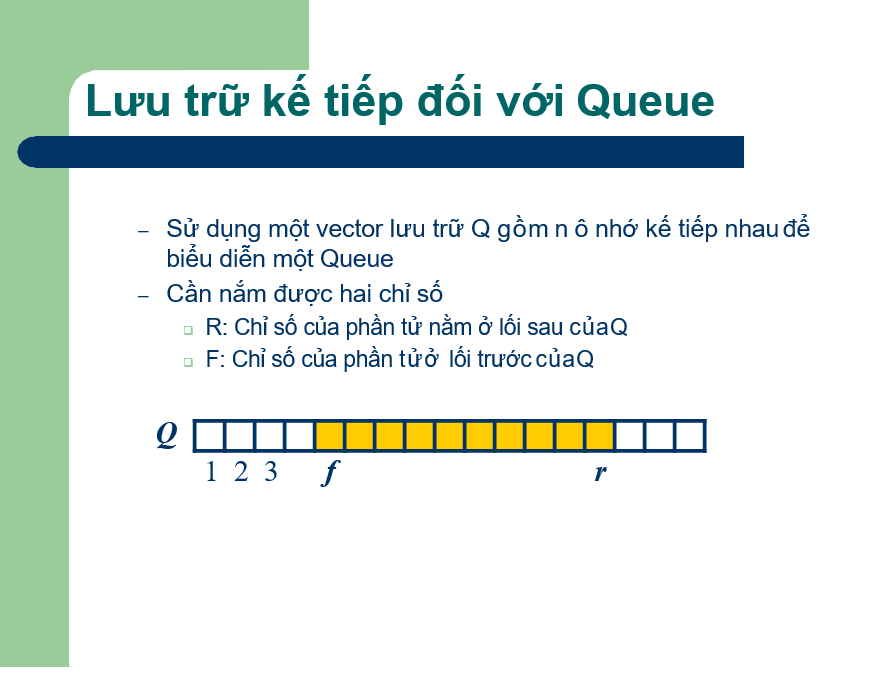 Lưu trữ kế tiếp đối với Queue
– Sử dụng một vector lưu trữ Q gồm n ô nhớ kế tiếp nhau để
biểu diễn một Queue
– Cần nắm được hai chỉ số
R: Chỉ số của phần tử nằm ở lối sau củaQ
F: Chỉ số của phần tửở lối trước củaQ
Q
1 2 3 f r